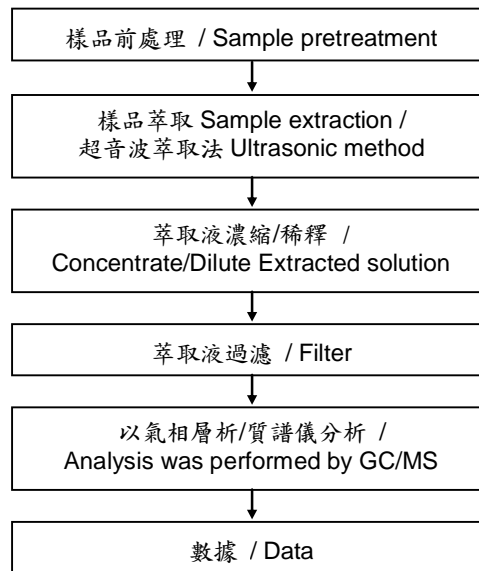 樣品前處理 / Sample pretreatment
樣品萃取 Sample extraction /
超音波萃取法 Ultrasonic method
萃取液濃縮/稀釋 /
Concentrate/Dilute Extracted solution
萃取液過濾 / Filter
以氣相層析/質譜儀分析 /
Analysis was performed by GC/MS
數據 / Data